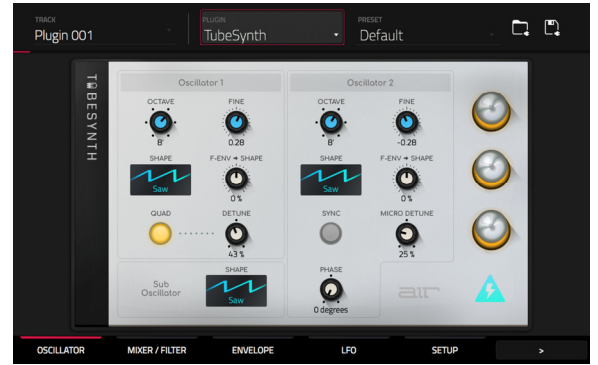 TRACK
Plugin 001
PLUGIN
TubeSynth
PRESET
Default
TUBESYNTH
Oscillator 1
OCTAVE
FINE
8'
0.28
SHAPE
F-ENV → SHAPE
Saw
0 %
QUAD
DETUNE
43 %
Sub
Oscillator
SHAPE
Saw
Oscillator 2
OCTAVE
FINE
8'
-0.28
SHAPE
F-ENV → SHAPE
Saw
0 %
SYNC
MICRO DETUNE
25 %
PHASE
0 degrees
air
OSCILLATOR
MIXER / FILTER
ENVELOPE
LFO
SETUP
>